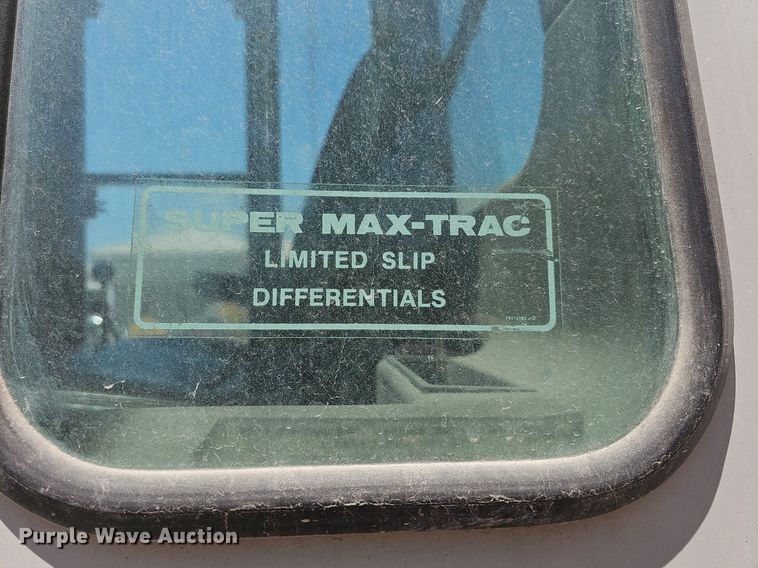 SUPER MAX-TRAC
LIMITED SLIP
DIFFERENTIALS
Purple Wave Auction